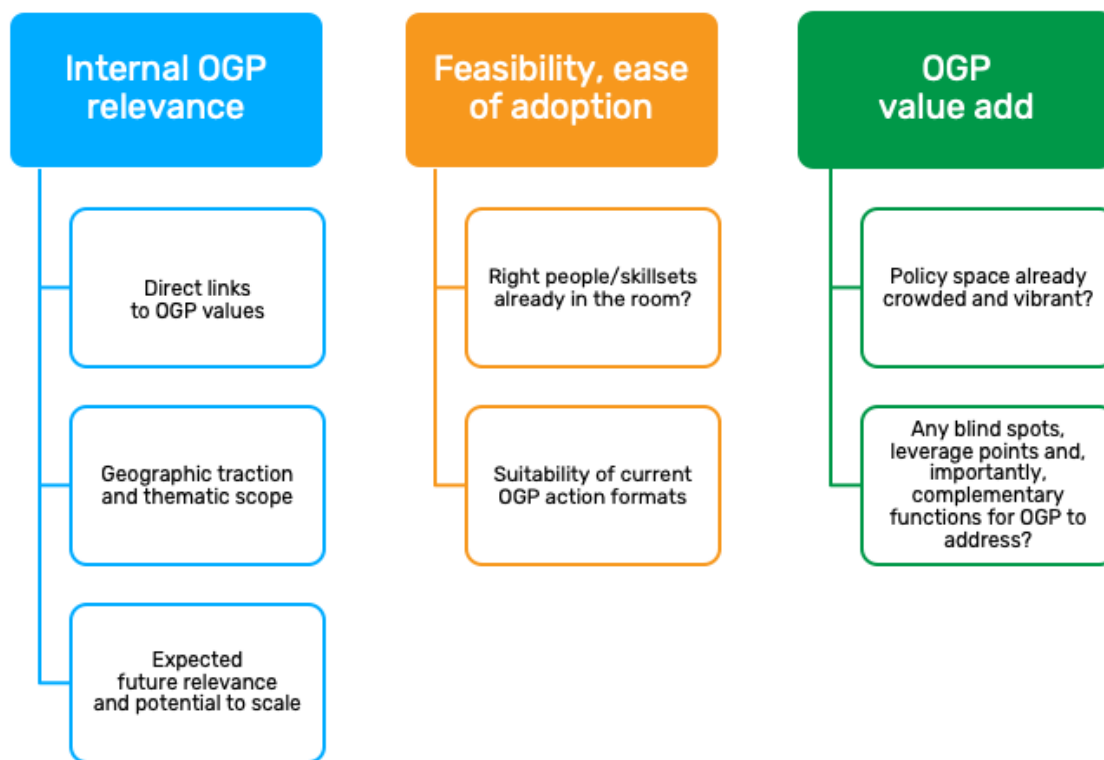 Internal OGP
relevance
Direct links
to OGP values
Geographic traction
and thematic scope
Expected
future relevance
and potential to scale
Feasibility, ease
of adoption
Right people/skillsets
already in the room?
Suitability of current
OGP action formats
OGP
value add
Policy space already
crowded and vibrant?
Any blind spots,
leverage points and,
importantly,
complementary
functions for OGP to
address?